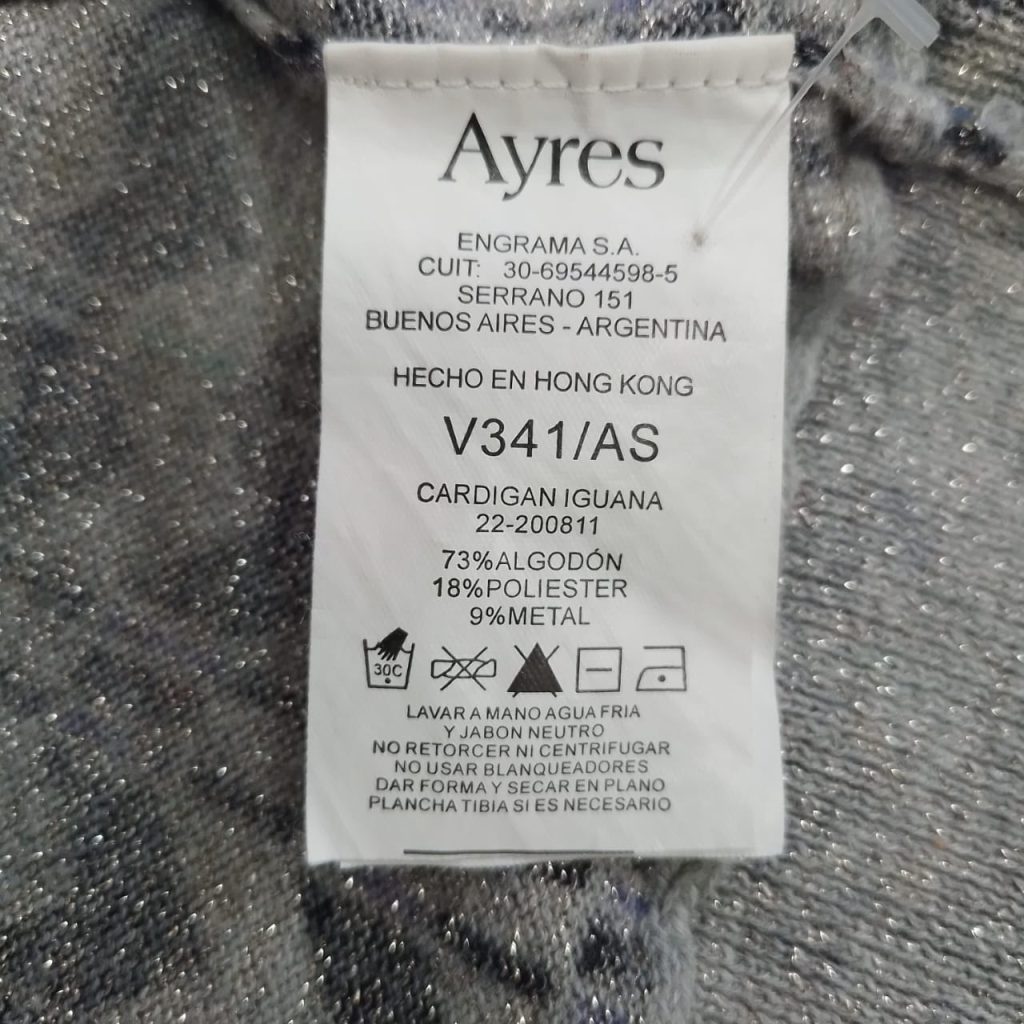 Ayres
ENGRAMA S.A.
CUIT: 30-69544598-5
SERRANO 151
BUENOS AIRES - ARGENTINA
HECHO EN HONG KONG
V341/AS
CARDIGAN IGUANA
22-200811
73%ALGODÓN
18%POLIESTER
9%METAL
30C
LAVAR A MANO AGUA FRIA
Y JABON NEUTRO
NO RETORCER NI CENTRIFUGAR
NO USAR BLANQUEADORES
DAR FORMA Y SECAR EN PLANO
PLANCHA TIBIA SI ES NECESARIO